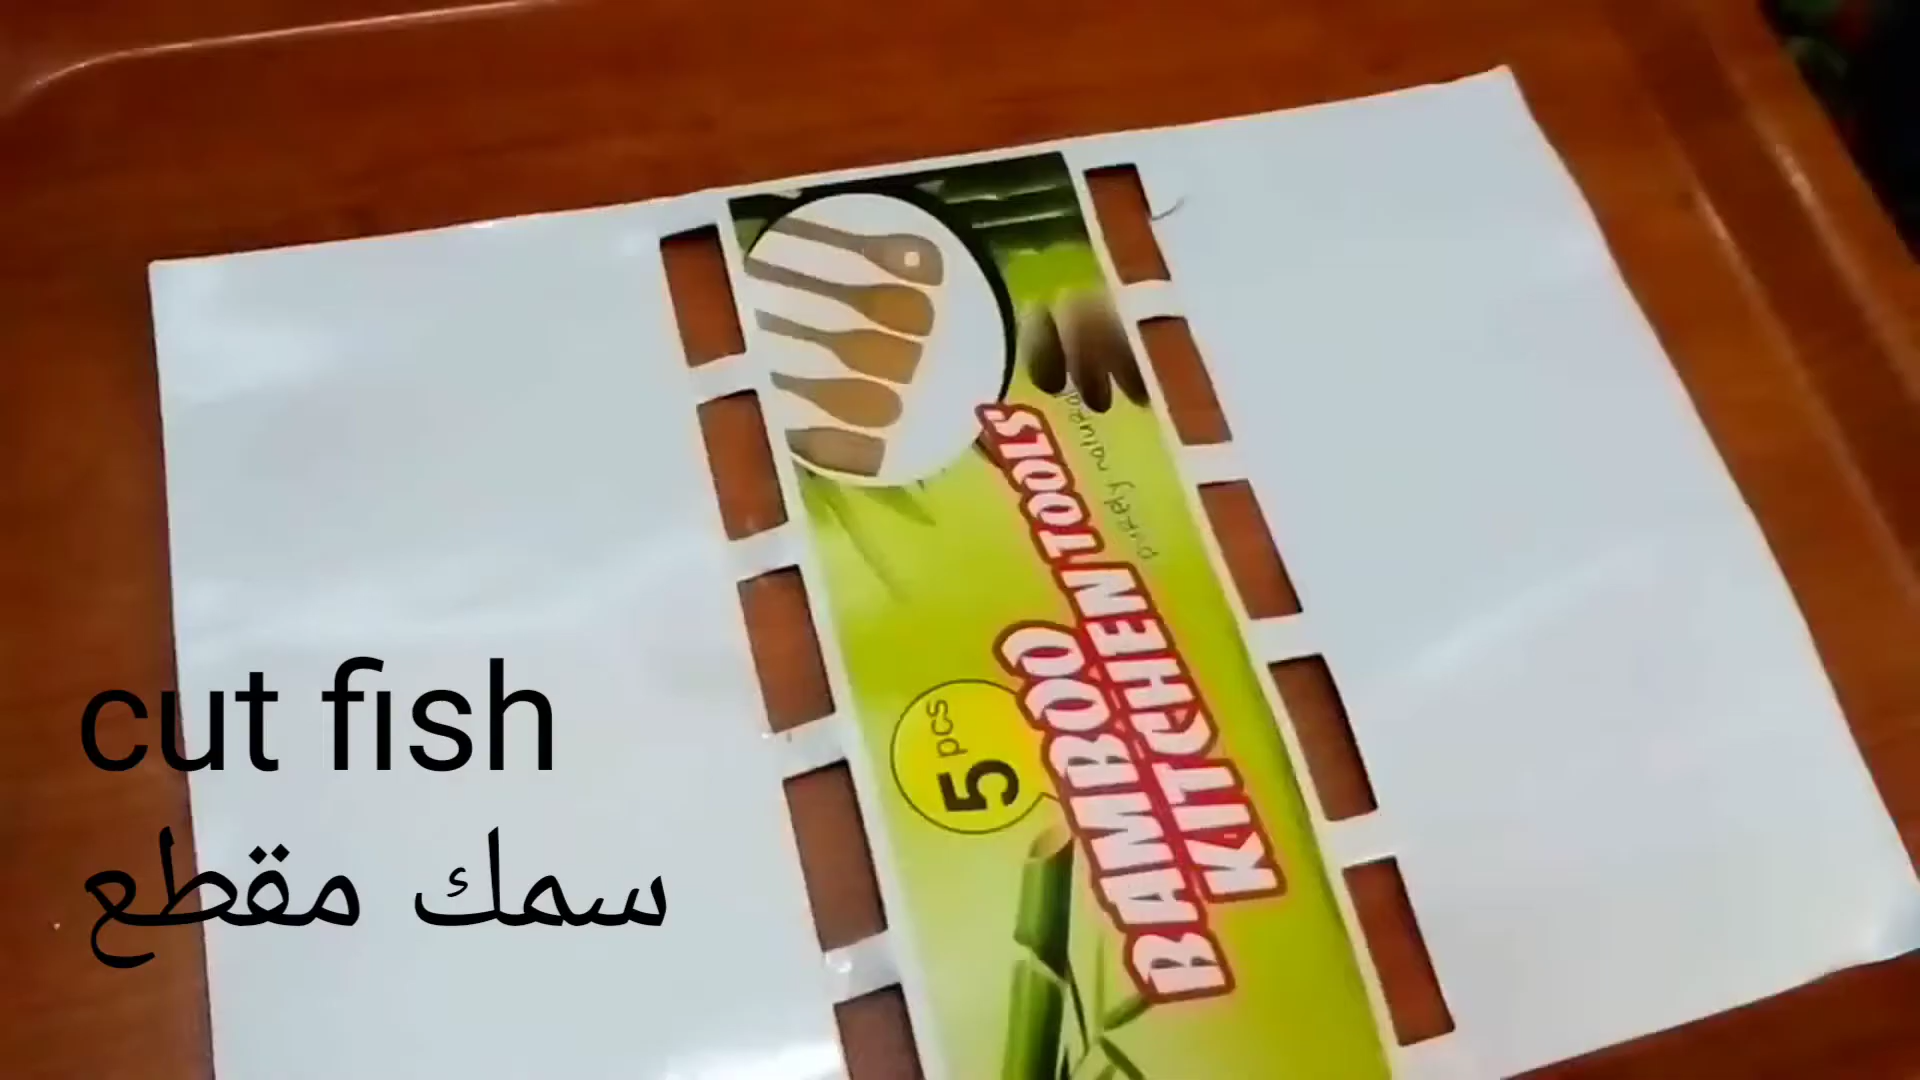 purely natural
BAMBOO
KITCHEN TOOLS
5 pcs
cut fish
سمك مقطع